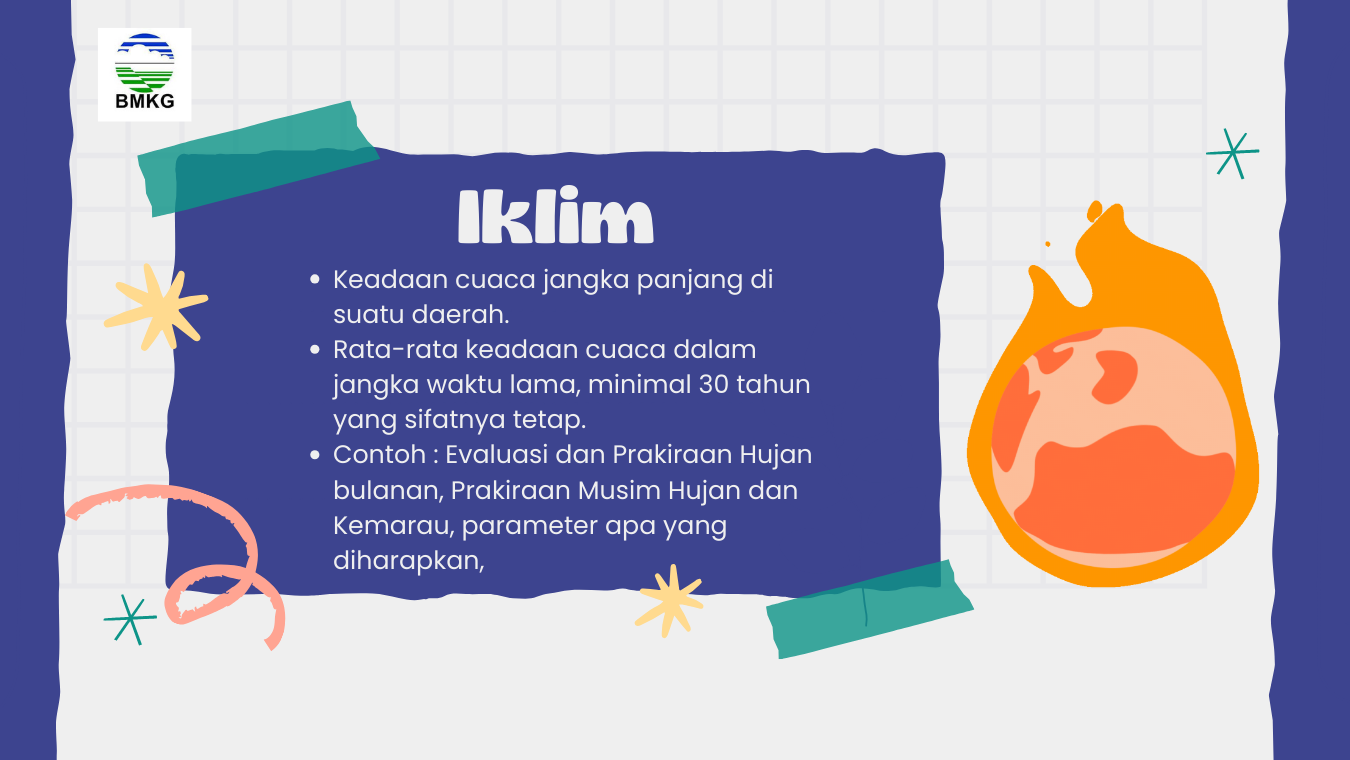 BMKG
Iklim
• Keadaan cuaca jangka panjang di
suatu daerah.
• Rata-rata keadaan cuaca dalam
jangka waktu lama, minimal 30 tahun
yang sifatnya tetap.
• Contoh : Evaluasi dan Prakiraan Hujan
bulanan, Prakiraan Musim Hujan dan
Kemarau, parameter apa yang
diharapkan,